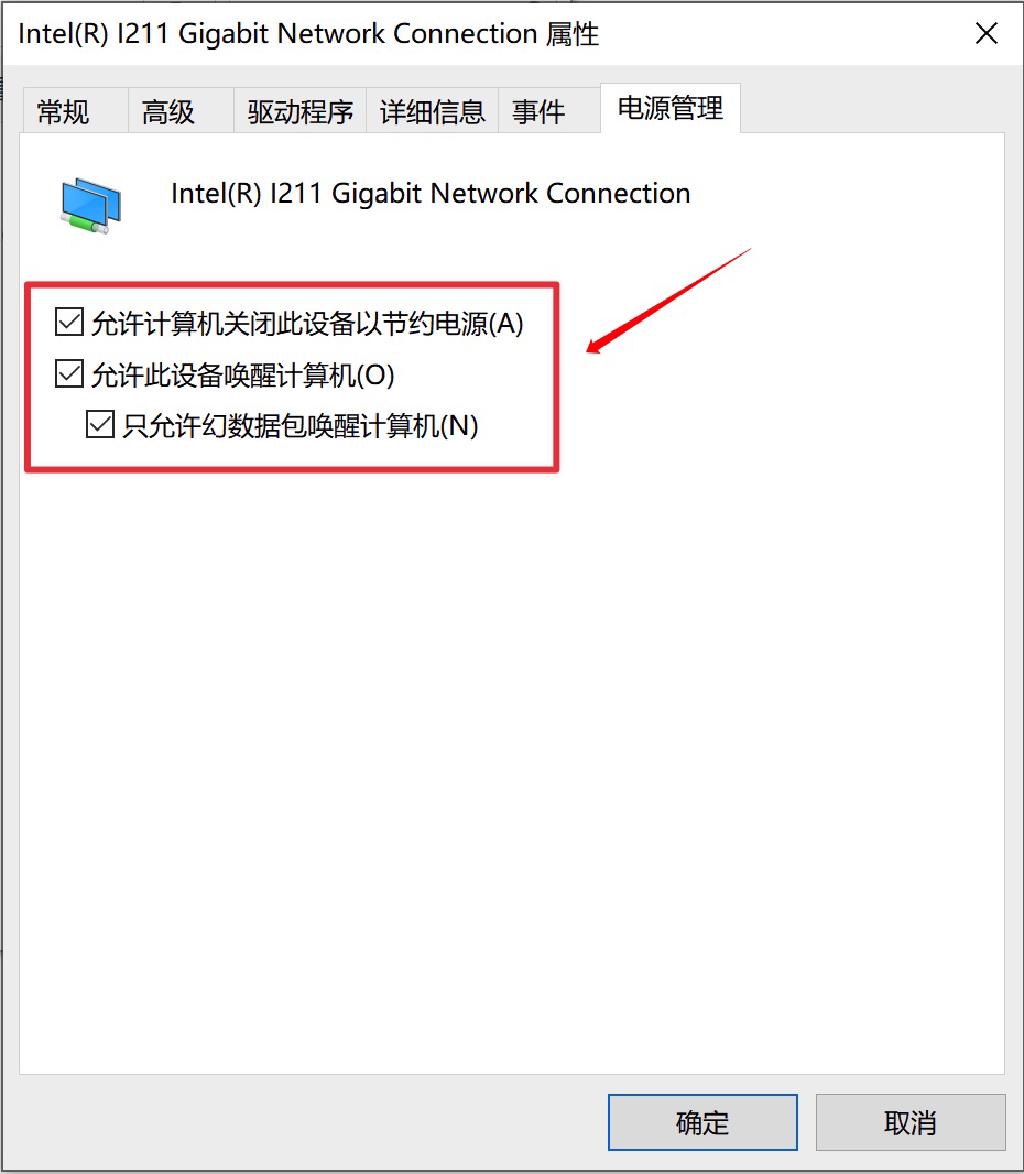 Intel(R) I211 Gigabit Network Connection 属性
常规 高级 驱动程序 详细信息 事件 电源管理
Intel(R) I211 Gigabit Network Connection
允许计算机关闭此设备以节约电源(A)
允许此设备唤醒计算机(O)
只允许幻数据包唤醒计算机(N)
确定 取消